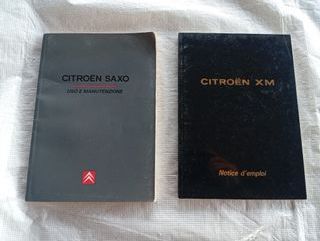 CITROËN SAXO
USO E MANUTENZIONE
CITROËN XM
Notice d'emploi